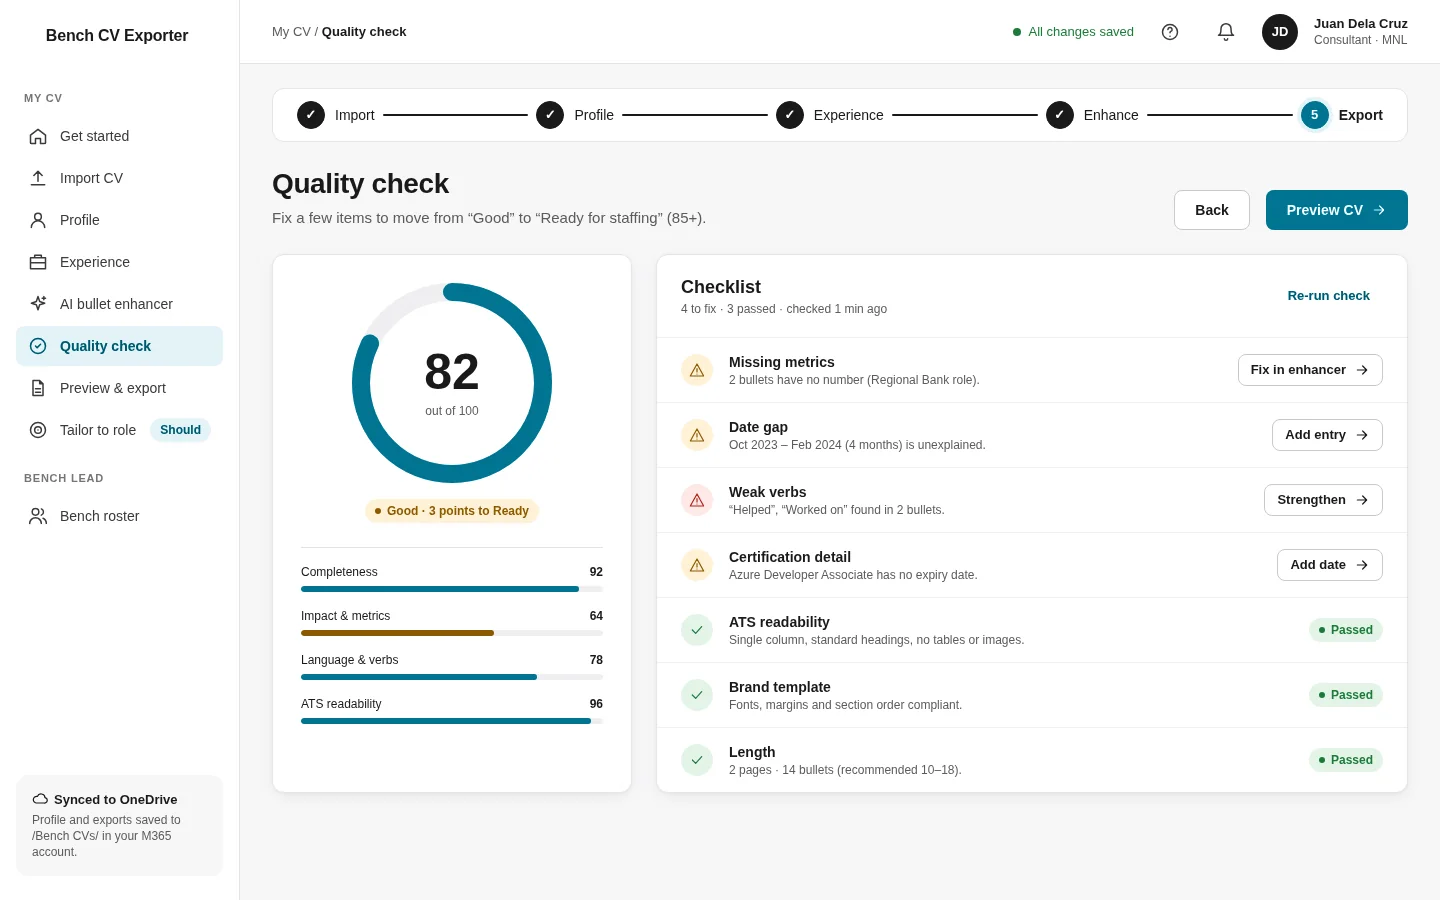 Bench CV Exporter
MY CV
Get started
Import CV
Profile
Experience
AI bullet enhancer
Quality check
Preview & export
Tailor to role Should
BENCH LEAD
Bench roster
Synced to OneDrive
Profile and exports saved to
/Bench CVs/ in your M365
account.
My CV / Quality check
All changes saved
JD
Juan Dela Cruz
Consultant · MNL
✓ Import ✓ Profile ✓ Experience ✓ Enhance 5 Export
Quality check
Fix a few items to move from “Good” to “Ready for staffing” (85+).
Back
Preview CV →
82
out of 100
Good · 3 points to Ready
Completeness 92
Impact & metrics 64
Language & verbs 78
ATS readability 96
Checklist
4 to fix · 3 passed · checked 1 min ago
Re-run check
Missing metrics
2 bullets have no number (Regional Bank role).
Fix in enhancer →
Date gap
Oct 2023 – Feb 2024 (4 months) is unexplained.
Add entry →
Weak verbs
“Helped”, “Worked on” found in 2 bullets.
Strengthen →
Certification detail
Azure Developer Associate has no expiry date.
Add date →
ATS readability
Single column, standard headings, no tables or images.
Passed
Brand template
Fonts, margins and section order compliant.
Passed
Length
2 pages · 14 bullets (recommended 10–18).
Passed